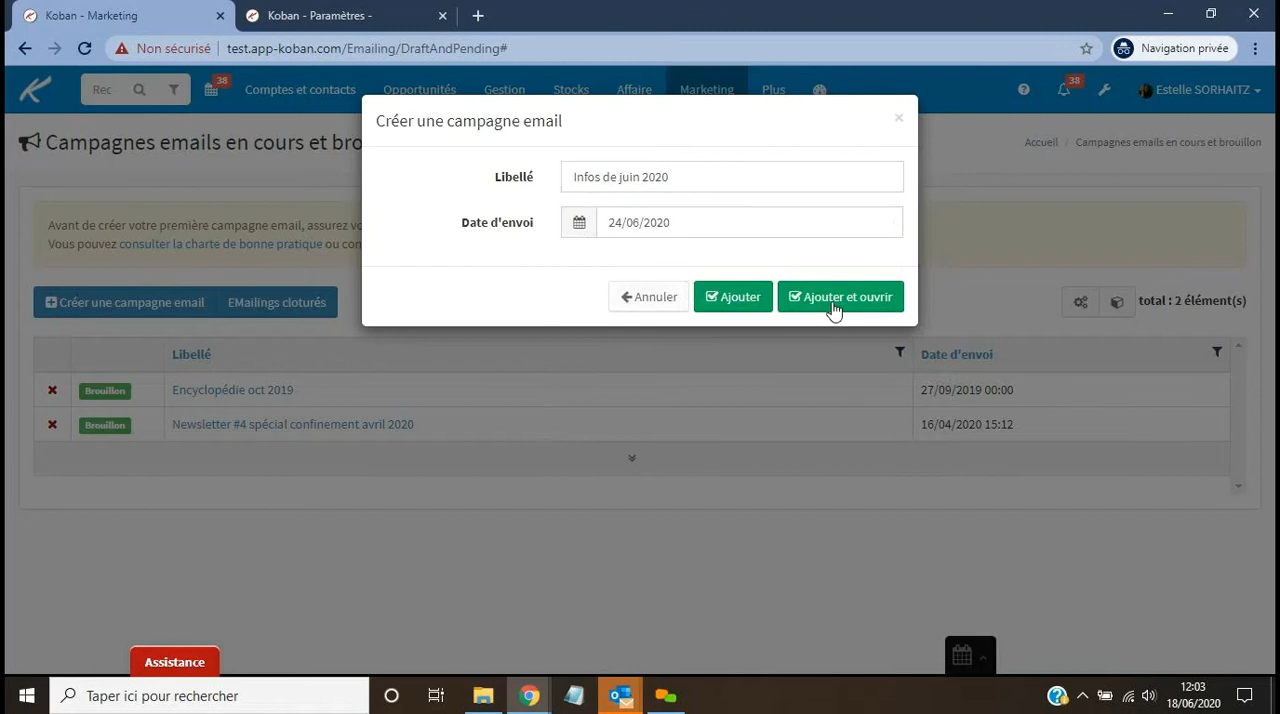 Koban - Marketing
Koban - Paramètres -
Non sécurisé
test.app-koban.com/Emailing/DraftAndPending#
Navigation privée
Rec
38
Comptes et contacts
Opportunités
Gestion
Stocks
Affaire
Marketing
Plus
38
Estelle SORHAITZ
Campagnes emails en cours et bro
Accueil / Campagnes emails en cours et brouillon
Créer une campagne email
Libellé
Infos de juin 2020
Date d'envoi
24/06/2020
Annuler
Ajouter
Ajouter et ouvrir
Avant de créer votre première campagne email, assurez vo
Vous pouvez consulter la charte de bonne pratique ou con
Créer une campagne email
EMailings cloturés
total : 2 élément(s)
Libellé
Date d'envoi
Brouillon
Encyclopédie oct 2019
27/09/2019 00:00
Brouillon
Newsletter #4 spécial confinement avril 2020
16/04/2020 15:12
Assistance
Taper ici pour rechercher
12:03
18/06/2020